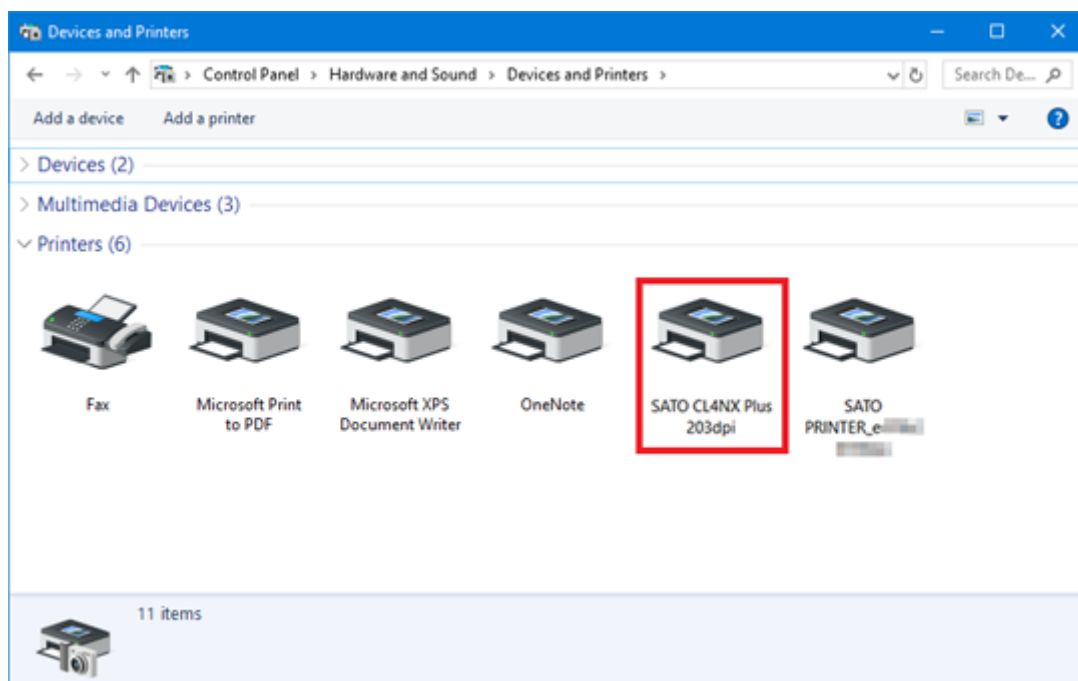 Devices and Printers
Control Panel > Hardware and Sound > Devices and Printers >
Search De...
Add a device Add a printer
Devices (2)
Multimedia Devices (3)
Printers (6)
Fax
Microsoft Print
to PDF
Microsoft XPS
Document Writer
OneNote
SATO CL4NX Plus
203dpi
SATO
PRINTER_e
11 items